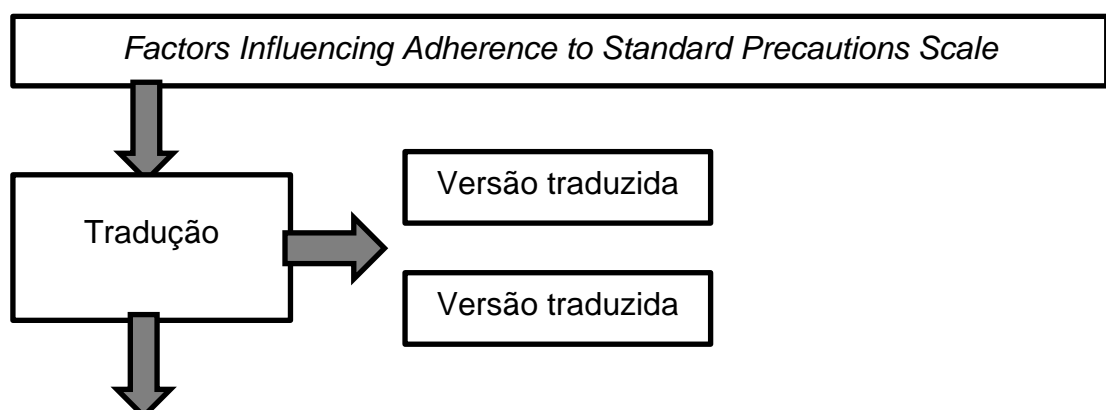 Factors Influencing Adherence to Standard Precautions Scale
Versão traduzida
Tradução
Versão traduzida